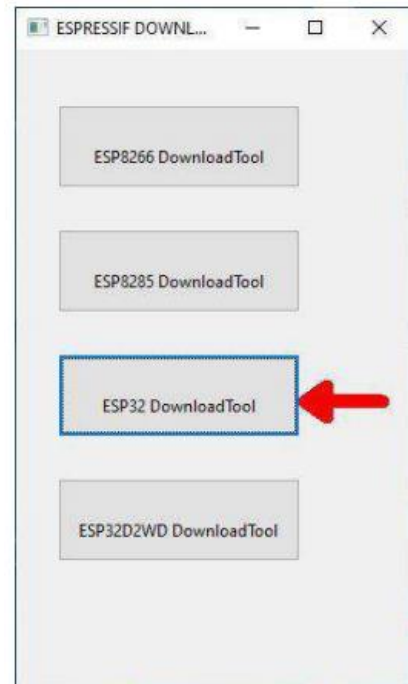 ESPRESSIF DOWNL...
ESP8266 DownloadTool
ESP8285 DownloadTool
ESP32 DownloadTool
ESP32D2WD DownloadTool